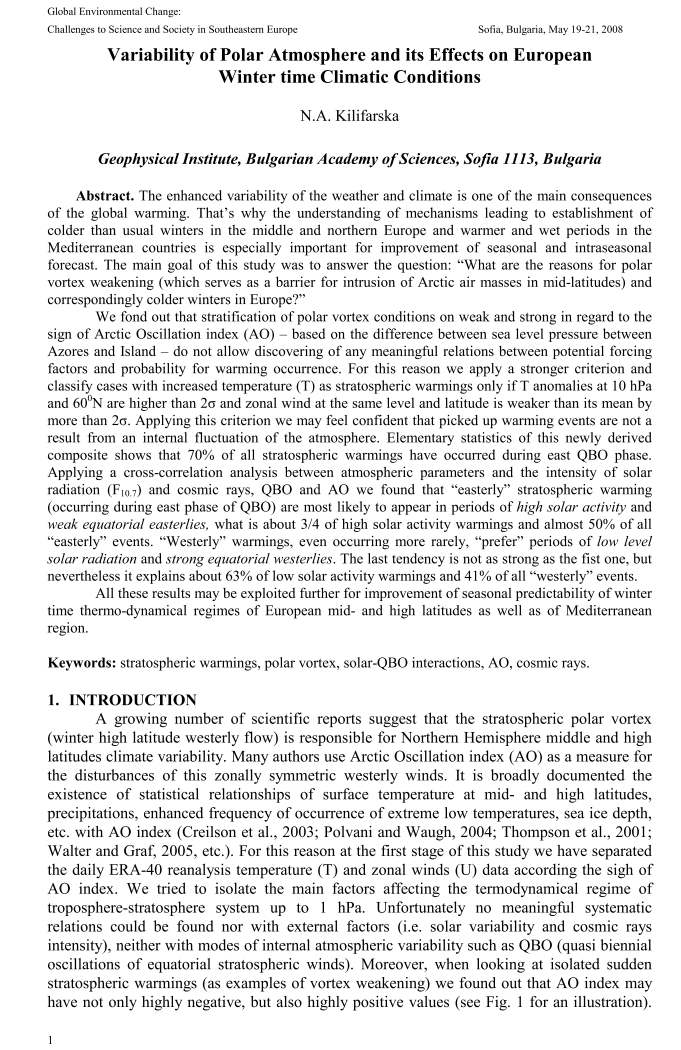 Global Environmental Change:
Challenges to Science and Society in Southeastern Europe Sofia, Bulgaria, May 19-21, 2008
Variability of Polar Atmosphere and its Effects on European
Winter time Climatic Conditions
N.A. Kilifarska
Geophysical Institute, Bulgarian Academy of Sciences, Sofia 1113, Bulgaria
Abstract. The enhanced variability of the weather and climate is one of the main consequences
of the global warming. That's why the understanding of mechanisms leading to establishment of
colder than usual winters in the middle and northern Europe and warmer and wet periods in the
Mediterranean countries is especially important for improvement of seasonal and intraseasonal
forecast. The main goal of this study was to answer the question: “What are the reasons for polar
vortex weakening (which serves as a barrier for intrusion of Arctic air masses in mid-latitudes) and
correspondingly colder winters in Europe?”
We fond out that stratification of polar vortex conditions on weak and strong in regard to the
sign of Arctic Oscillation index (AO) – based on the difference between sea level pressure between
Azores and Island – do not allow discovering of any meaningful relations between potential forcing
factors and probability for warming occurrence. For this reason we apply a stronger criterion and
classify cases with increased temperature (T) as stratospheric warmings only if T anomalies at 10 hPa
and 60⁰N are higher than 2σ and zonal wind at the same level and latitude is weaker than its mean by
more than 2σ. Applying this criterion we may feel confident that picked up warming events are not a
result from an internal fluctuation of the atmosphere. Elementary statistics of this newly derived
composite shows that 70% of all stratospheric warmings have occurred during east QBO phase.
Applying a cross-correlation analysis between atmospheric parameters and the intensity of solar
radiation (F10.7) and cosmic rays, QBO and AO we found that “easterly” stratospheric warming
(occurring during east phase of QBO) are most likely to appear in periods of high solar activity and
weak equatorial easterlies, what is about 3/4 of high solar activity warmings and almost 50% of all
“easterly” events. “Westerly” warmings, even occurring more rarely, “prefer” periods of low level
solar radiation and strong equatorial westerlies. The last tendency is not as strong as the fist one, but
nevertheless it explains about 63% of low solar activity warmings and 41% of all “westerly” events.
All these results may be exploited further for improvement of seasonal predictability of winter
time thermo-dynamical regimes of European mid- and high latitudes as well as of Mediterranean
region.
Keywords: stratospheric warmings, polar vortex, solar-QBO interactions, AO, cosmic rays.
1. INTRODUCTION
A growing number of scientific reports suggest that the stratospheric polar vortex
(winter high latitude westerly flow) is responsible for Northern Hemisphere middle and high
latitudes climate variability. Many authors use Arctic Oscillation index (AO) as a measure for
the disturbances of this zonally symmetric westerly winds. It is broadly documented the
existence of statistical relationships of surface temperature at mid- and high latitudes,
precipitations, enhanced frequency of occurrence of extreme low temperatures, sea ice depth,
etc. with AO index (Creilson et al., 2003; Polvani and Waugh, 2004; Thompson et al., 2001;
Walter and Graf, 2005, etc.). For this reason at the first stage of this study we have separated
the daily ERA-40 reanalysis temperature (T) and zonal winds (U) data according the sigh of
AO index. We tried to isolate the main factors affecting the termodynamical regime of
troposphere-stratosphere system up to 1 hPa. Unfortunately no meaningful systematic
relations could be found nor with external factors (i.e. solar variability and cosmic rays
intensity), neither with modes of internal atmospheric variability such as QBO (quasi biennial
oscillations of equatorial stratospheric winds). Moreover, when looking at isolated sudden
stratospheric warmings (as examples of vortex weakening) we found out that AO index may
have not only highly negative, but also highly positive values (see Fig. 1 for an illustration).
1